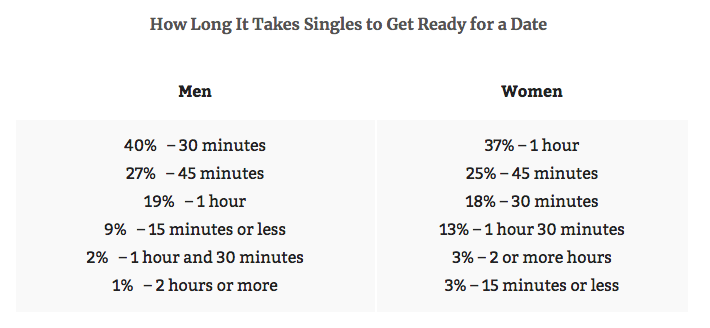 How Long It Takes Singles to Get Ready for a Date
Men
Women
40% – 30 minutes
37% – 1 hour
27% – 45 minutes
25% – 45 minutes
19% – 1 hour
18% – 30 minutes
9% – 15 minutes or less
13% – 1 hour 30 minutes
2% – 1 hour and 30 minutes
3% – 2 or more hours
1% – 2 hours or more
3% – 15 minutes or less